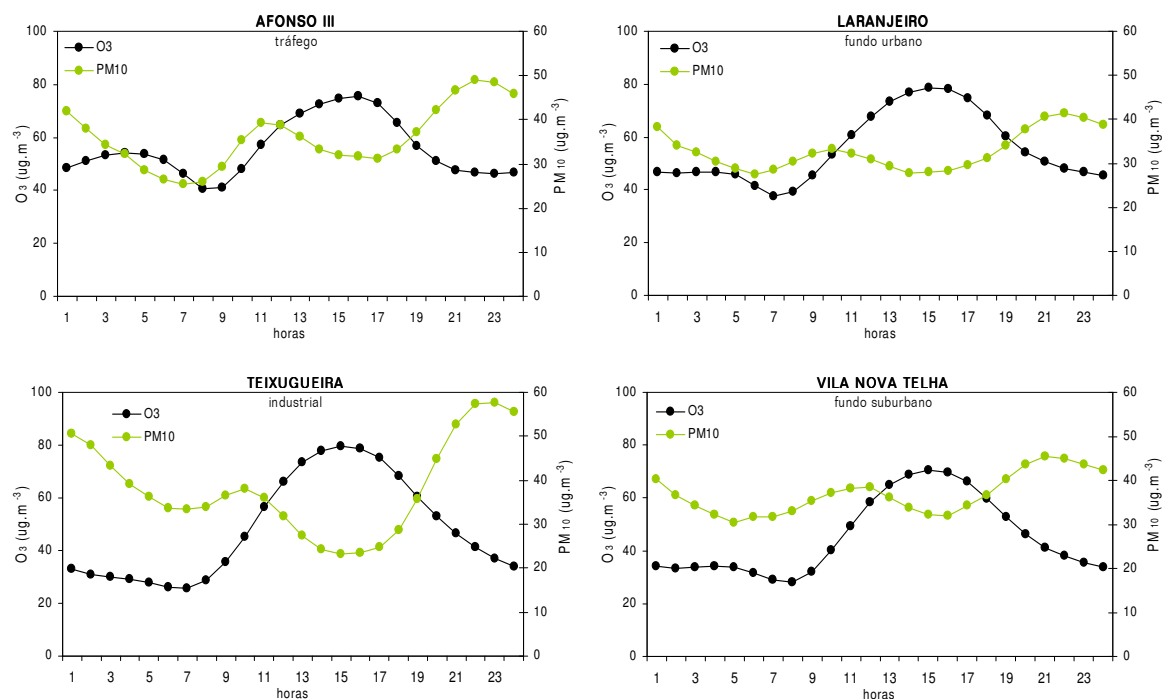 AFONSO III
tráfego
O3
PM10
100
80
60
40
20
0
O3 (ug.m-3)
60
50
40
30
20
10
0
PM10 (ug.m-3)
1 3 5 7 9 11 13 15 17 19 21 23
horas
LARANJEIRO
fundo urbano
O3
PM10
100
80
60
40
20
0
O3 (ug.m-3)
60
50
40
30
20
10
0
PM10 (ug.m-3)
1 3 5 7 9 11 13 15 17 19 21 23
horas
TEIXUGUEIRA
industrial
O3
PM10
100
80
60
40
20
0
O3 (ug.m-3)
60
50
40
30
20
10
0
PM10 (ug.m-3)
1 3 5 7 9 11 13 15 17 19 21 23
horas
VILA NOVA TELHA
fundo suburbano
O3
PM10
100
80
60
40
20
0
O3 (ug.m-3)
60
50
40
30
20
10
0
PM10 (ug.m-3)
1 3 5 7 9 11 13 15 17 19 21 23
horas